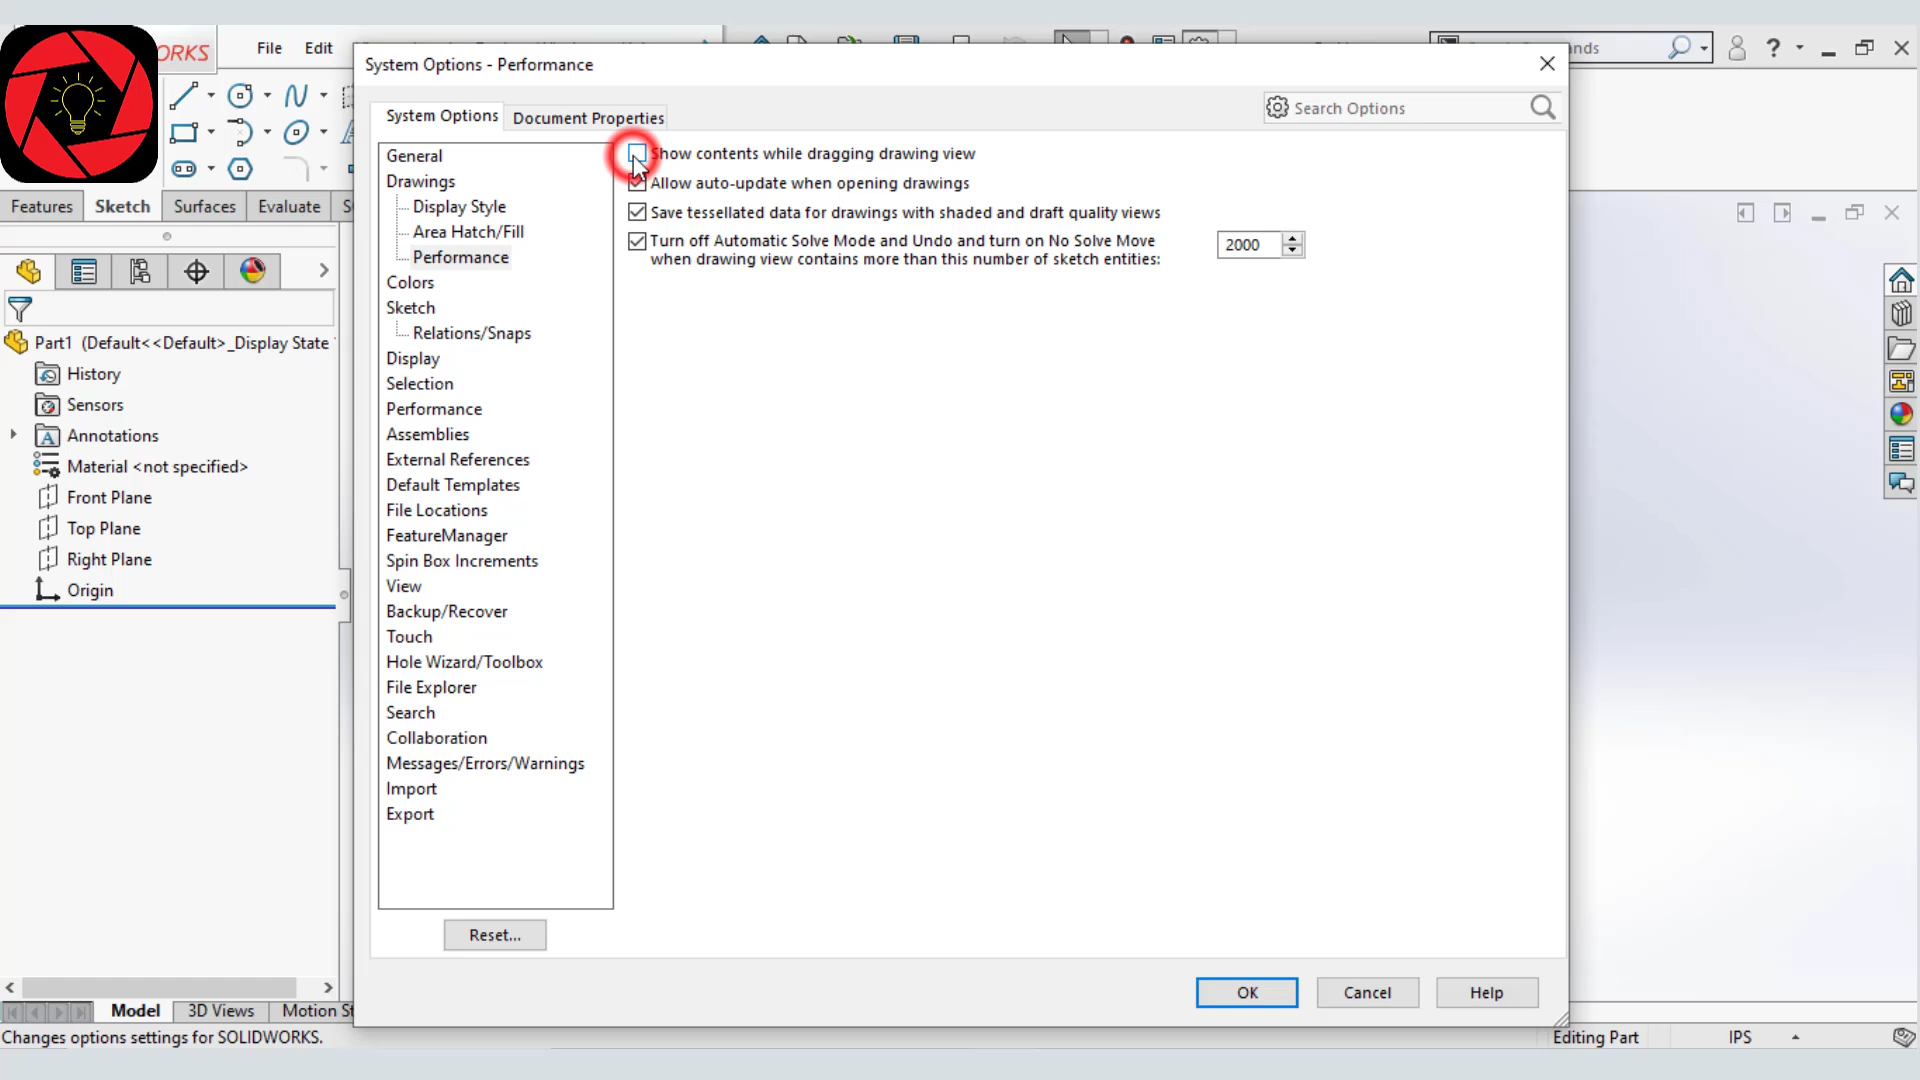 ORKS
File
Edit
ands
?
System Options - Performance
System Options
Document Properties
Search Options
General
Drawings
Display Style
Area Hatch/Fill
Performance
Colors
Sketch
Relations/Snaps
Display
Selection
Performance
Assemblies
External References
Default Templates
File Locations
FeatureManager
Spin Box Increments
View
Backup/Recover
Touch
Hole Wizard/Toolbox
File Explorer
Search
Collaboration
Messages/Errors/Warnings
Import
Export
Reset...
Show contents while dragging drawing view
Allow auto-update when opening drawings
Save tessellated data for drawings with shaded and draft quality views
Turn off Automatic Solve Mode and Undo and turn on No Solve Move
when drawing view contains more than this number of sketch entities:
2000
OK
Cancel
Help
Features
Sketch
Surfaces
Evaluate
S
Part1 (Default<<Default>_Display State
History
Sensors
Annotations
Material <not specified>
Front Plane
Top Plane
Right Plane
Origin
Model
3D Views
Motion St
Changes options settings for SOLIDWORKS.
Editing Part
IPS